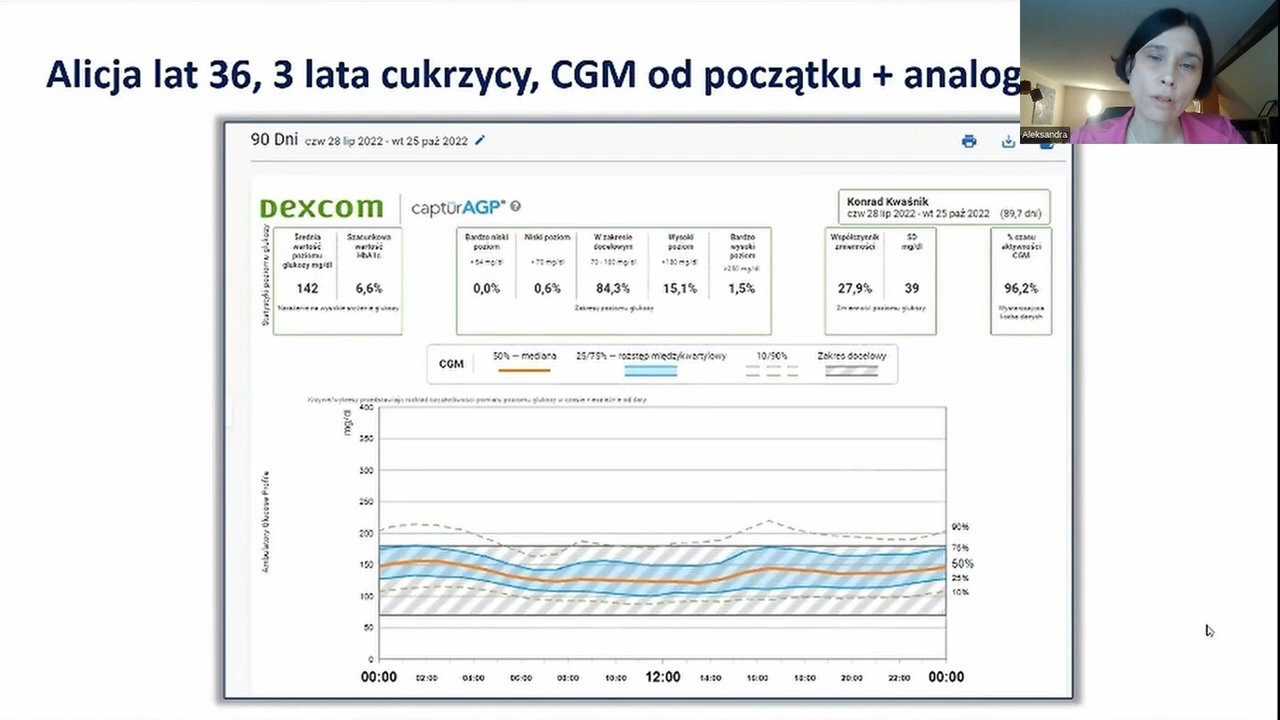 Alicja lat 36, 3 lata cukrzycy, CGM od początku + analog
Aleksandra
90 Dni czw 28 lip 2022 - wt 25 paź 2022
Dexcom captūrAGP®
Konrad Kwaśnik
czw 28 lip 2022 - wt 25 paź 2022 (89,7 dni)
Statystyki poziomu glukozy
Średnia wartość poziomu glukozy mg/dl
142
Szacunkowa wartość HbA1c
6,6%
Narażenie na wysokie stężenie glukozy
Bardzo niski poziom
<54 mg/dl
0,0%
Niski poziom
<70 mg/dl
0,6%
W zakresie docelowym
70 - 180 mg/dl
84,3%
Wysoki poziom
>180 mg/dl
15,1%
Bardzo wysoki poziom
>250 mg/dl
1,5%
Zakresy poziomu glukozy
Współczynnik zmienności
27,9%
SD mg/dL
39
Zmienność poziomu glukozy
% czasu aktywności CGM
96,2%
Wystarczająca liczba danych
CGM
50% — mediana
25/75% — rozstęp międzykwartylowy
10/90%
Zakres docelowy
mg/dl
400
350
300
250
200
150
100
50
0
Ambulatory Glucose Profile
90%
75%
50%
25%
10%
00:00 02:00 04:00 06:00 08:00 10:00 12:00 14:00 16:00 18:00 20:00 22:00 00:00